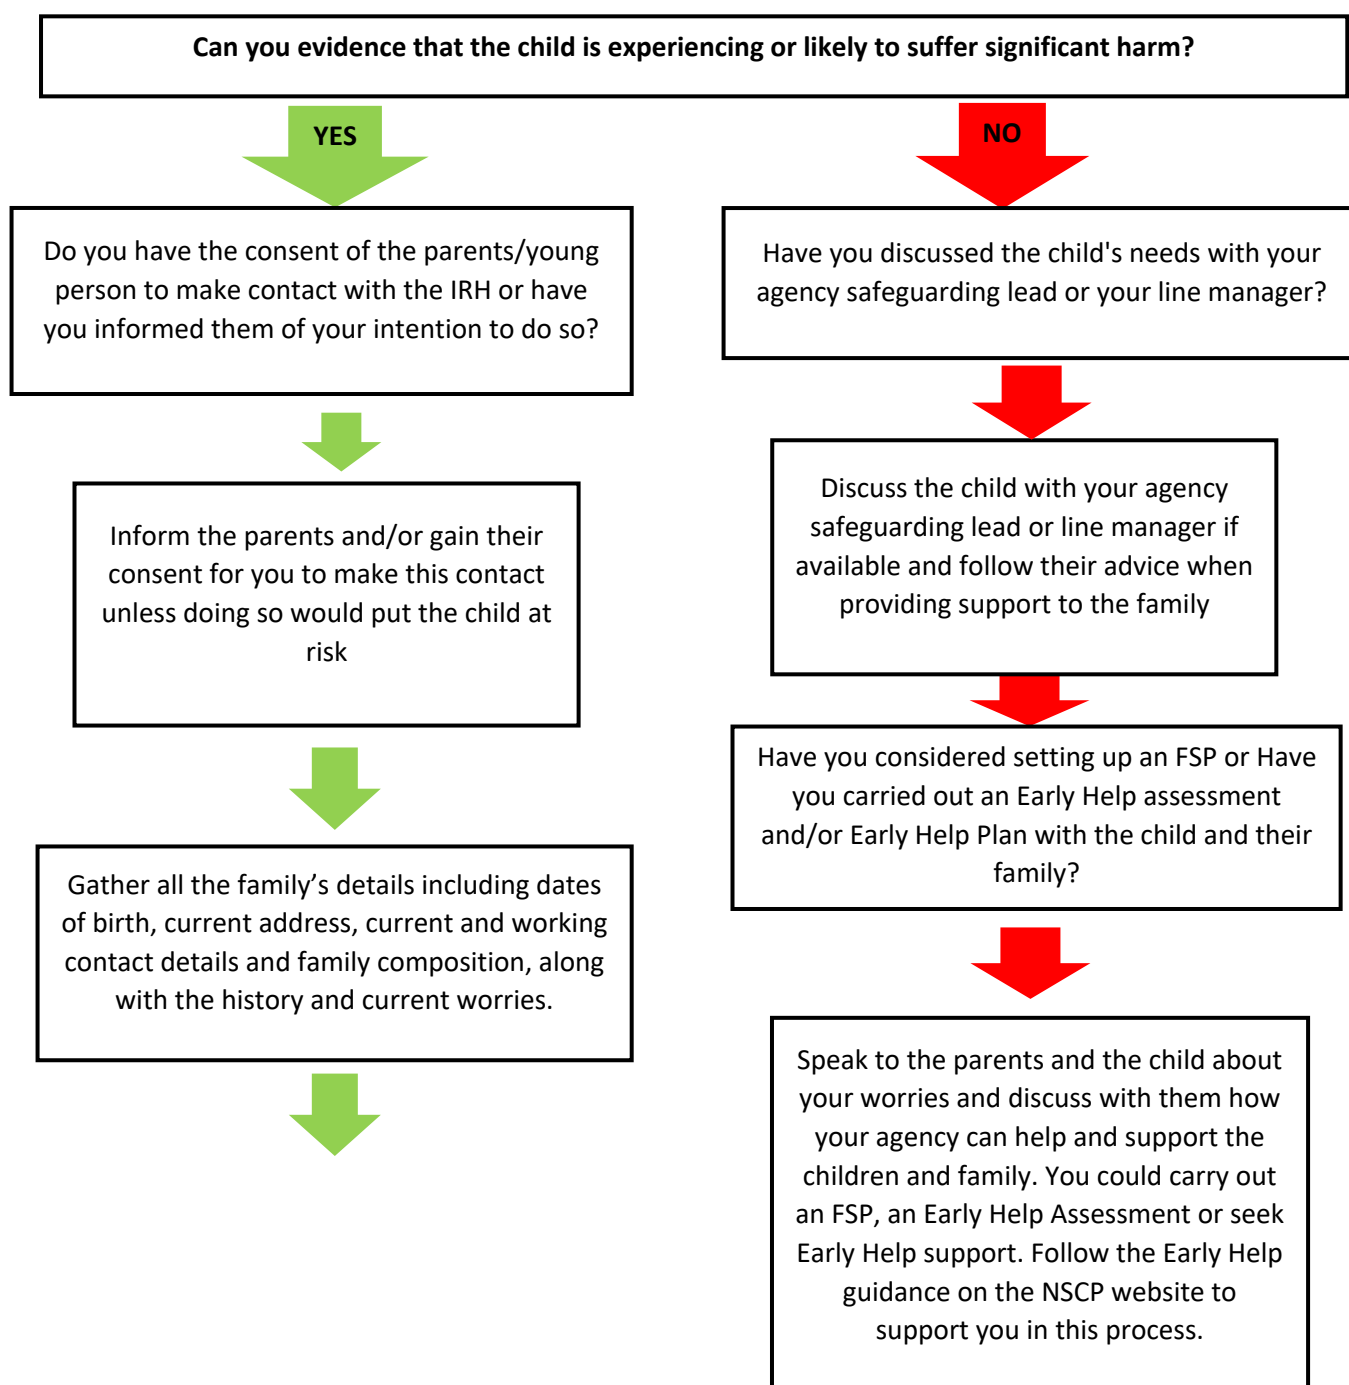 Can you evidence that the child is experiencing or likely to suffer significant harm?
YES
NO
Do you have the consent of the parents/young
person to make contact with the IRH or have
you informed them of your intention to do so?
Have you discussed the child's needs with your
agency safeguarding lead or your line manager?
Inform the parents and/or gain their
consent for you to make this contact
unless doing so would put the child at
risk
Discuss the child with your agency
safeguarding lead or line manager if
available and follow their advice when
providing support to the family
Gather all the family’s details including dates
of birth, current address, current and working
contact details and family composition, along
with the history and current worries.
Have you considered setting up an FSP or Have
you carried out an Early Help assessment
and/or Early Help Plan with the child and their
family?
Speak to the parents and the child about
your worries and discuss with them how
your agency can help and support the
children and family. You could carry out
an FSP, an Early Help Assessment or seek
Early Help support. Follow the Early Help
guidance on the NSCP website to
support you in this process.